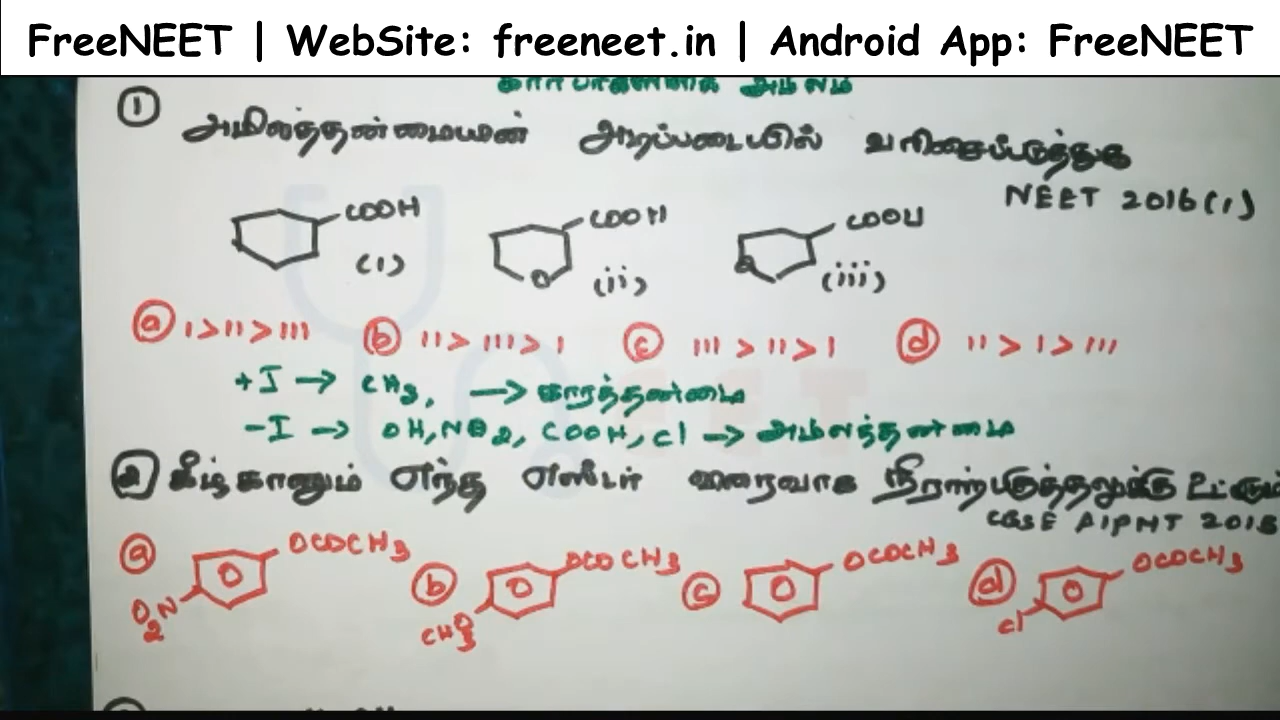 FreeNEET | WebSite: freeneet.in | Android App: FreeNEET
அமிலம்
① அமிலத்தன்மையின் அடிப்படையில் வரிசைப்படுத்துக
NEET 2016(1)
COOH COOH COOH
(i) O (ii) (iii)
ⓐ I > II > III ⓑ II > III > I ⓒ III > II > I ⓓ II > I > III
+I → CH3, → காரத்தன்மை
-I → OH, NO2, COOH, Cl → அமிலத்தன்மை
② கீழ்காணும் எந்த எஸ்டர் விரைவாக நீராற்பகுத்தலுக்கு உட்படும்
CBSE AIPMT
ⓐ OCOCH3 ⓑ OCOCH3 ⓒ OCOCH3 ⓓ OCOCH3
O2N CH3O Cl